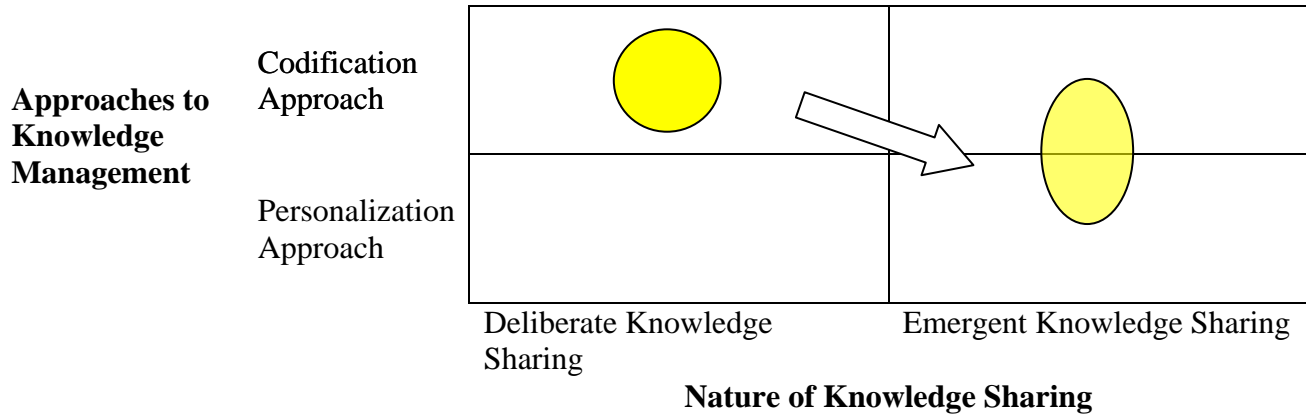 Codification
Approach
Approaches to
Knowledge
Management
Personalization
Approach
Deliberate Knowledge
Sharing
Emergent Knowledge Sharing
Nature of Knowledge Sharing